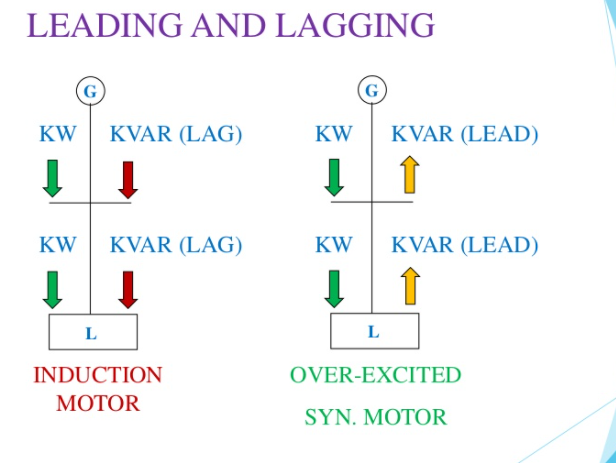 LEADING AND LAGGING
G
KW KVAR (LAG)
KW KVAR (LAG)
L
INDUCTION
MOTOR
G
KW KVAR (LEAD)
KW KVAR (LEAD)
L
OVER-EXCITED
SYN. MOTOR